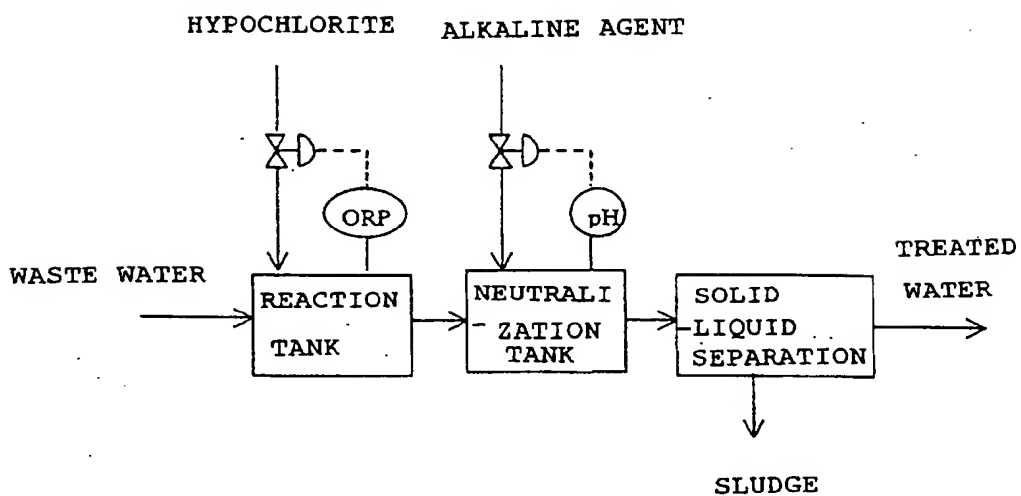 HYPOCHLORITE
ALKALINE AGENT
ORP
pH
WASTE WATER
REACTION
TANK
NEUTRALI
- ZATION
TANK
SOLID
-LIQUID
SEPARATION
TREATED
WATER
SLUDGE